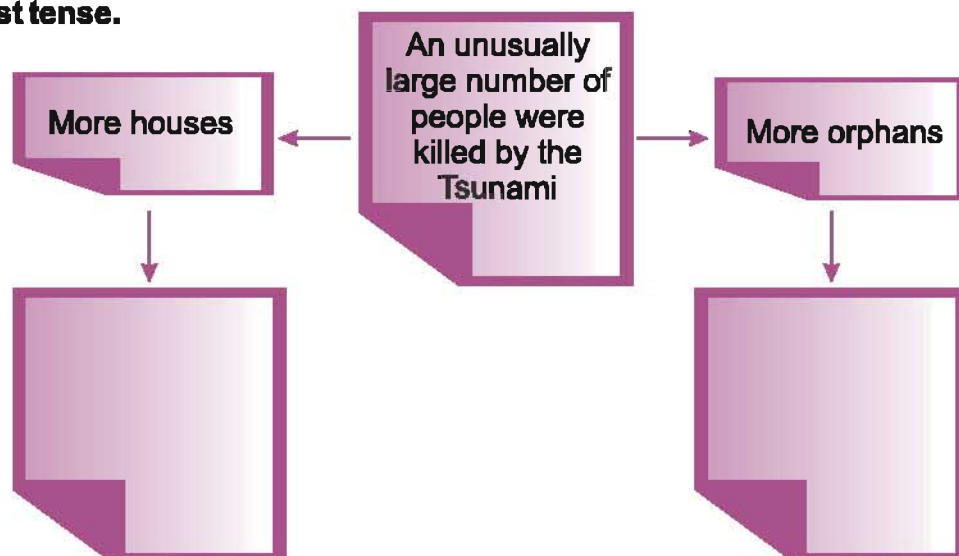 st tense.
An unusually
large number of
people were
killed by the
Tsunami
More houses
More orphans